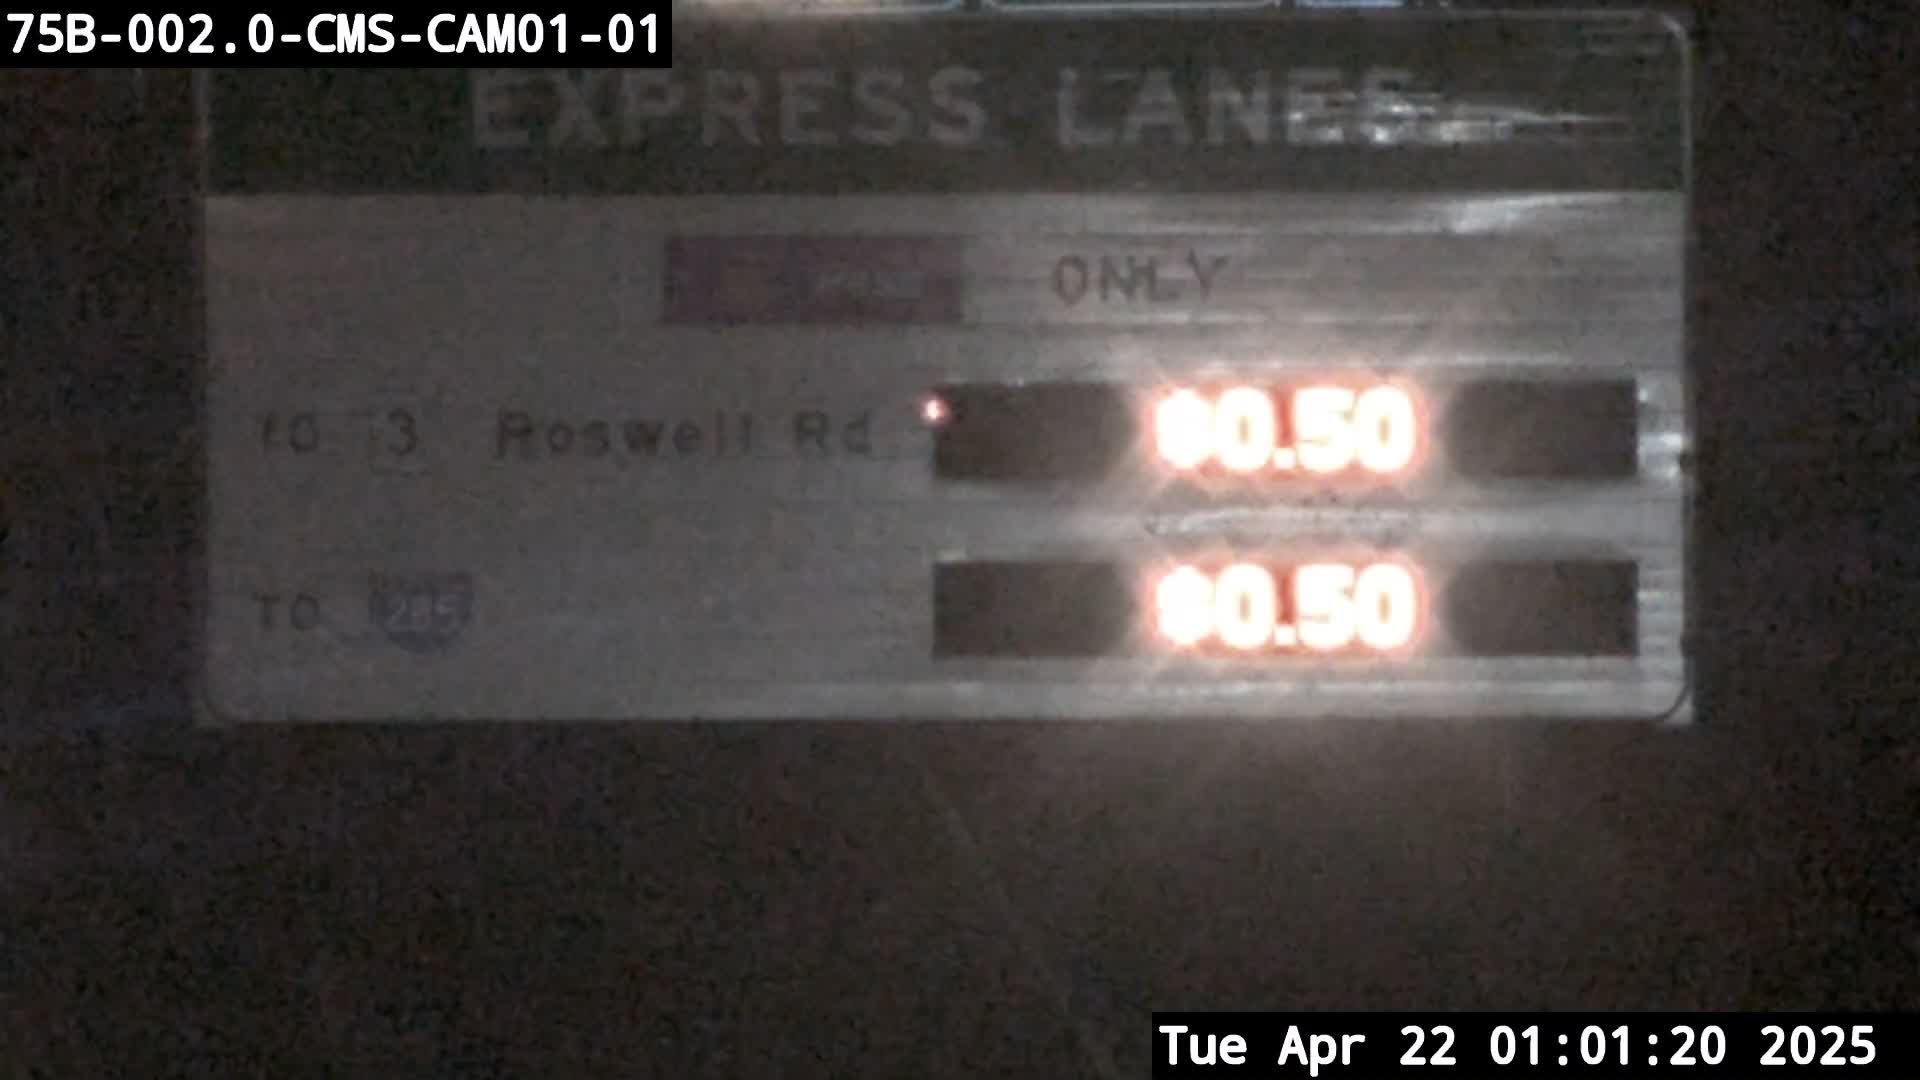 75B-002.0-CMS-CAM01-01
EXPRESS LANES
ONLY
TO 3 Roswell Rd $0.50
TO 285 $0.50
Tue Apr 22 01:01:20 2025